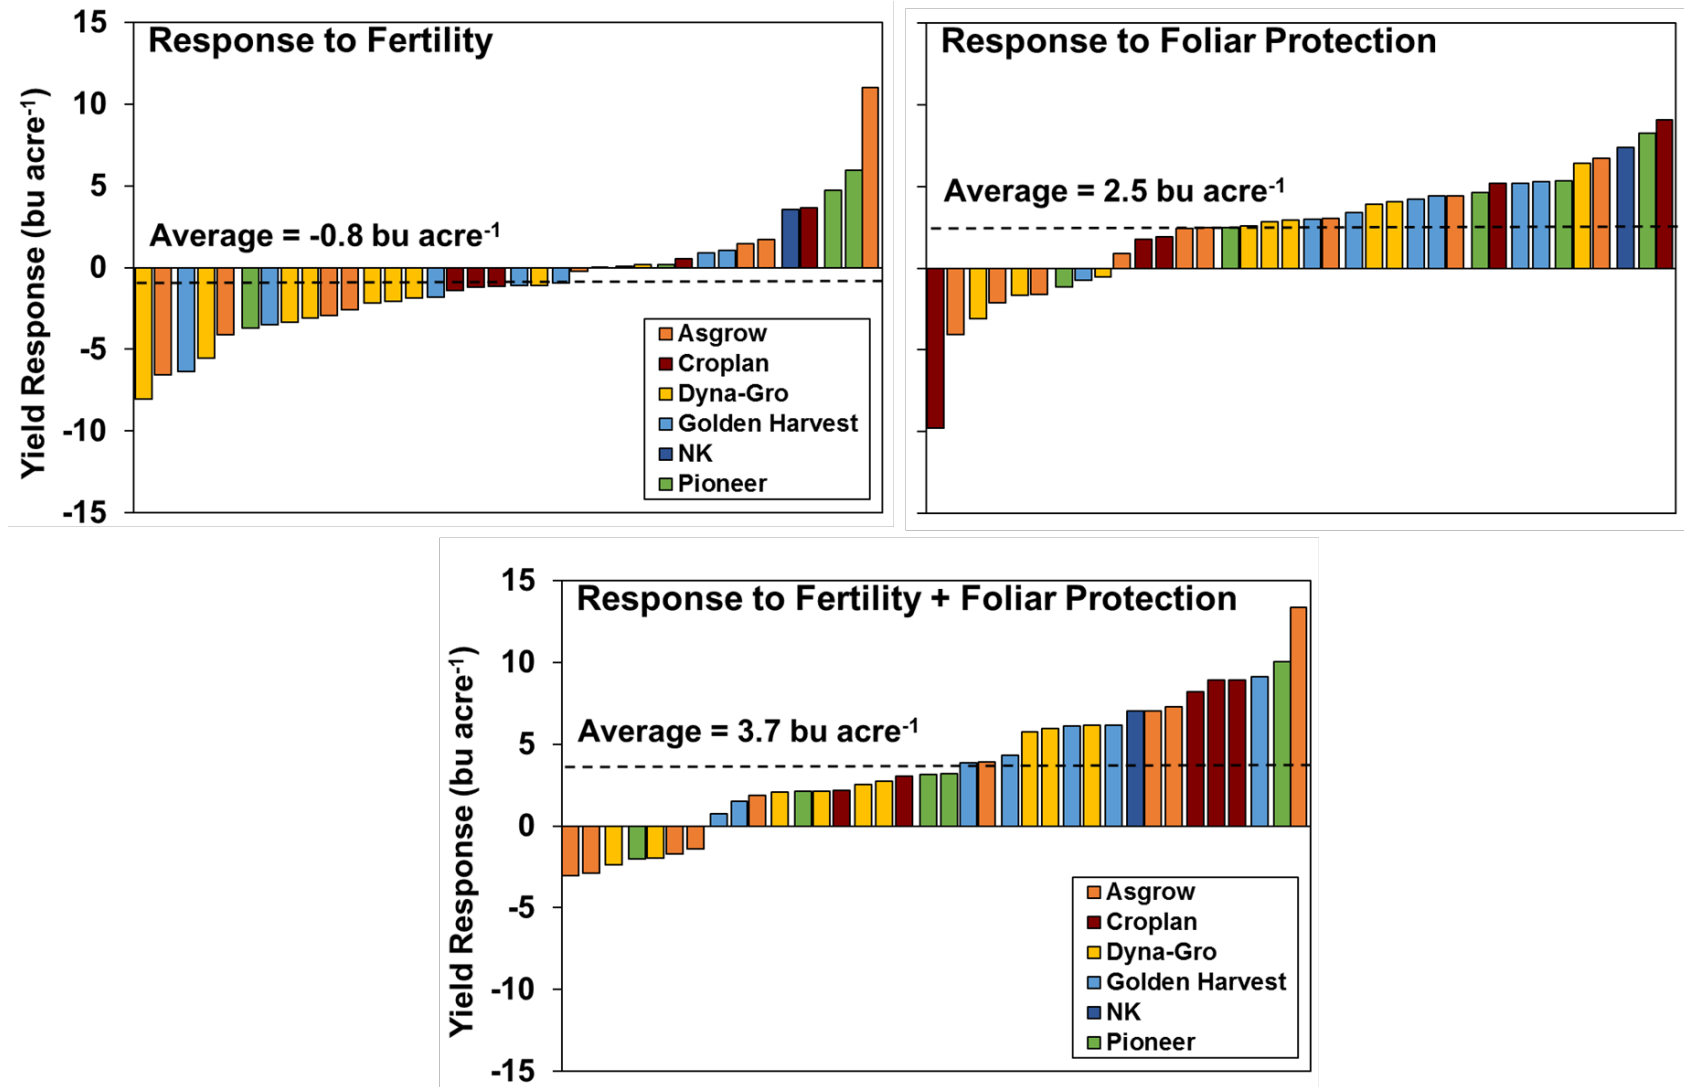 Response to Fertility
Yield Response (bu acre⁻¹)
15
10
5
0
-5
-10
-15
Average = -0.8 bu acre⁻¹
Asgrow
Croplan
Dyna-Gro
Golden Harvest
NK
Pioneer
Response to Foliar Protection
Average = 2.5 bu acre⁻¹
Response to Fertility + Foliar Protection
Yield Response (bu acre⁻¹)
15
10
5
0
-5
-10
-15
Average = 3.7 bu acre⁻¹
Asgrow
Croplan
Dyna-Gro
Golden Harvest
NK
Pioneer